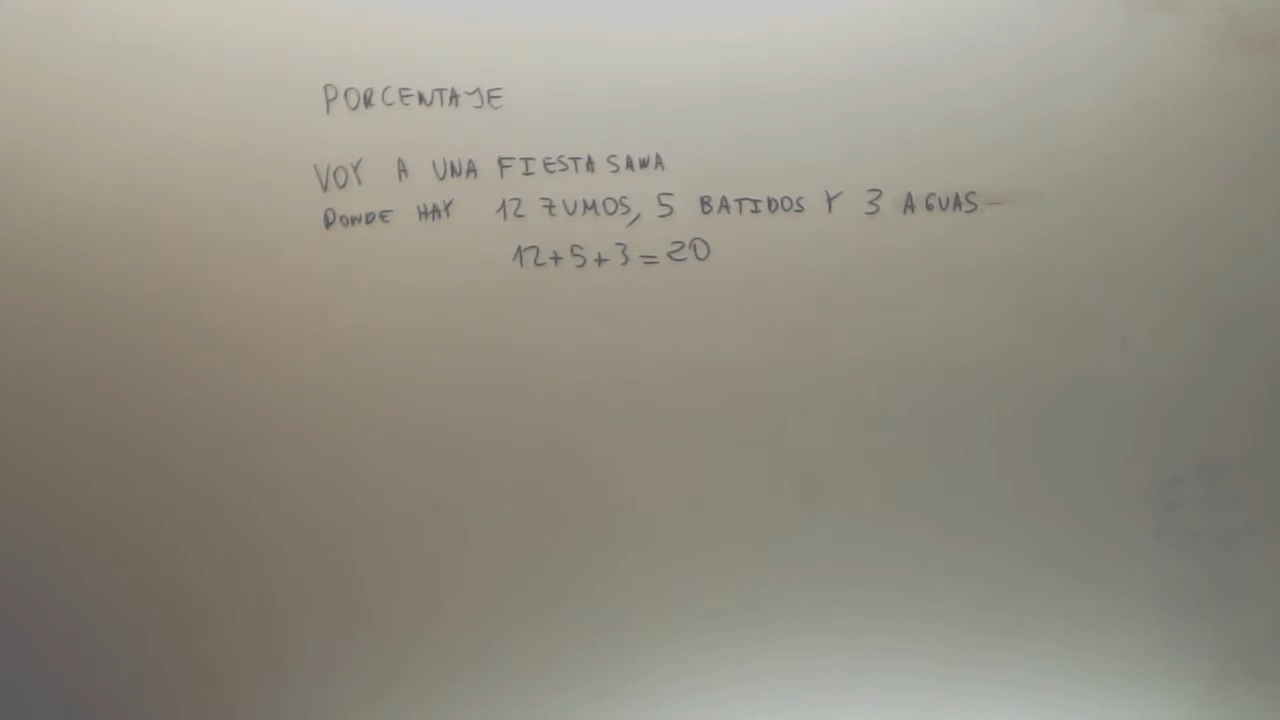 PORCENTAJE
VOY A UNA FIESTA SANA
DONDE HAY 12 ZUMOS, 5 BATIDOS Y 3 AGUAS.
12+5+3=20